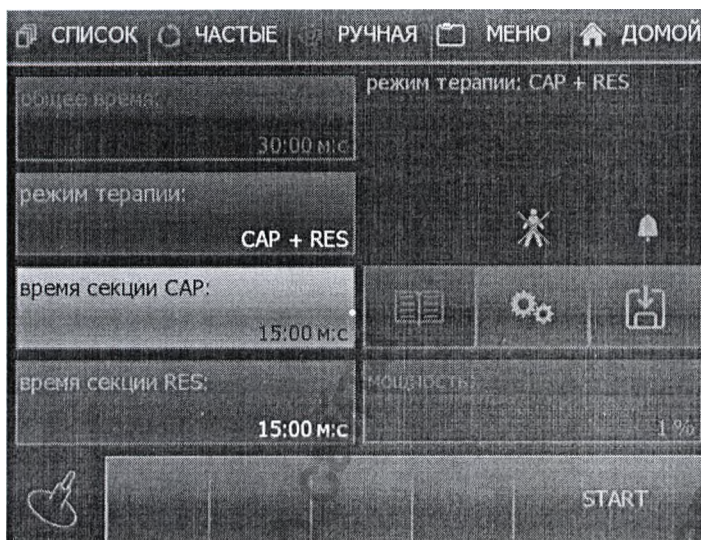 СПИСОК ЧАСТЫЕ РУЧНАЯ МЕНЮ ДОМОЙ
общее время:
30:00 м:с
режим терапии: CAP + RES
режим терапии:
CAP + RES
время секции CAP:
15:00 м:с
время секции RES:
15:00 м:с
мощность:
1 %
START